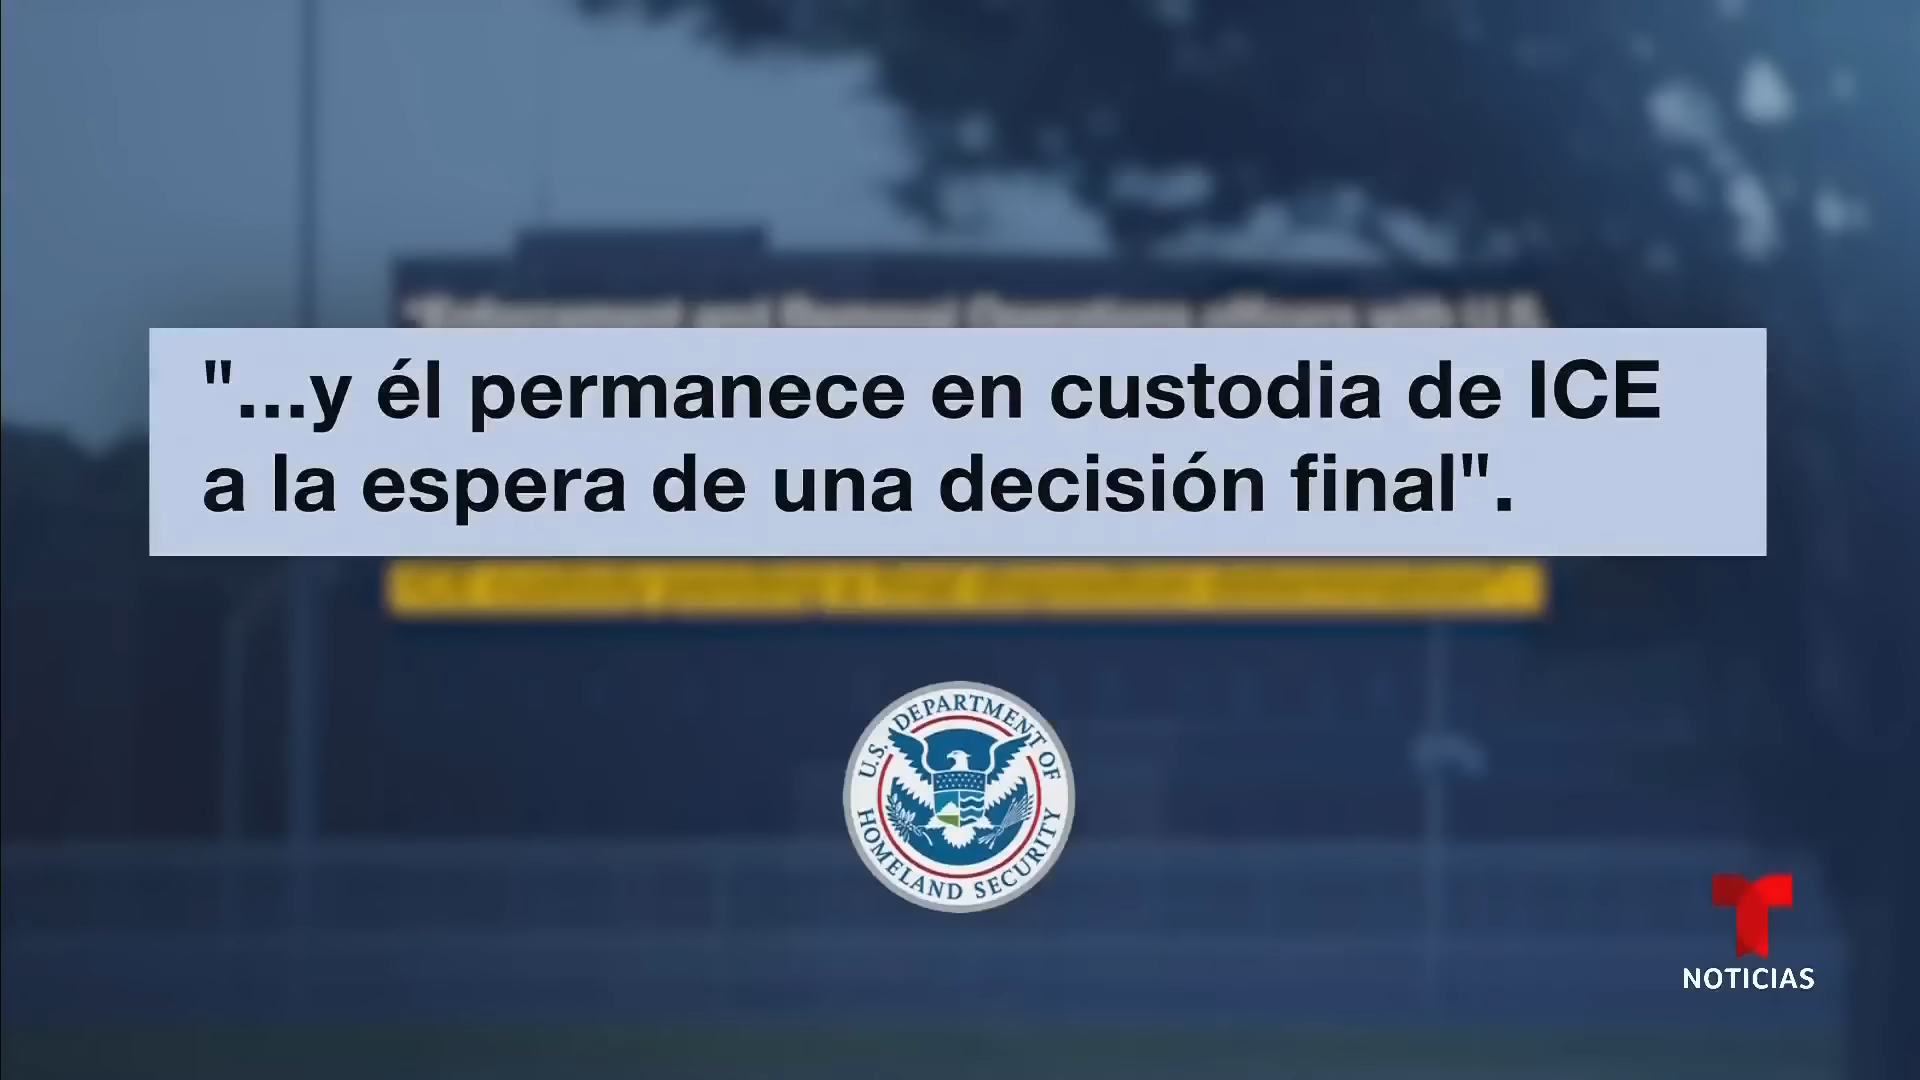 "...y él permanece en custodia de ICE
a la espera de una decisión final".
U.S. DEPARTMENT OF
HOMELAND SECURITY
NOTICIAS